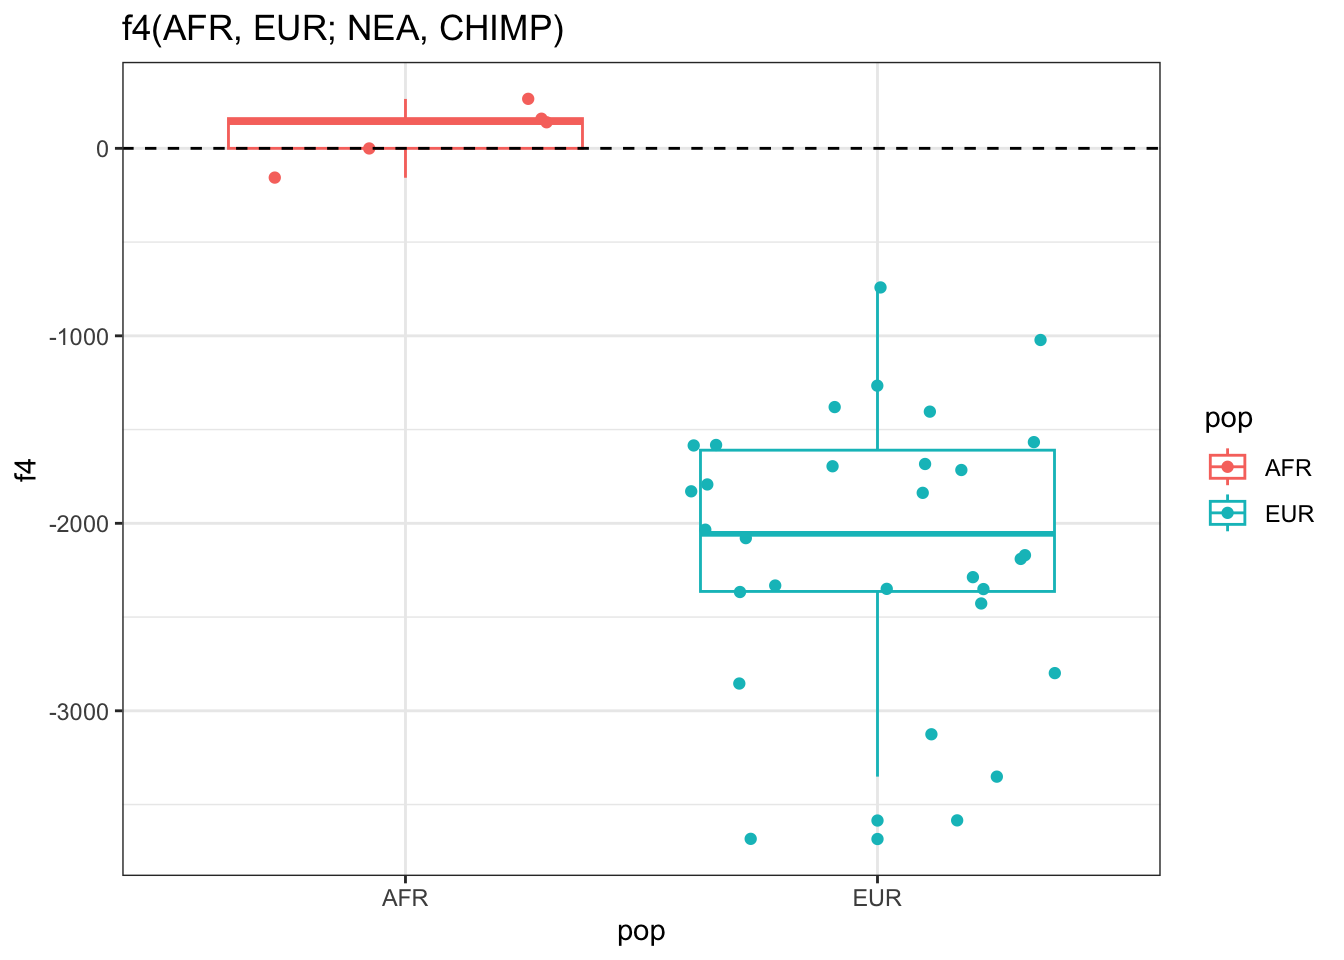 f4(AFR, EUR; NEA, CHIMP)
f4
0
-1000
-2000
-3000
AFR
EUR
pop
pop
AFR
EUR